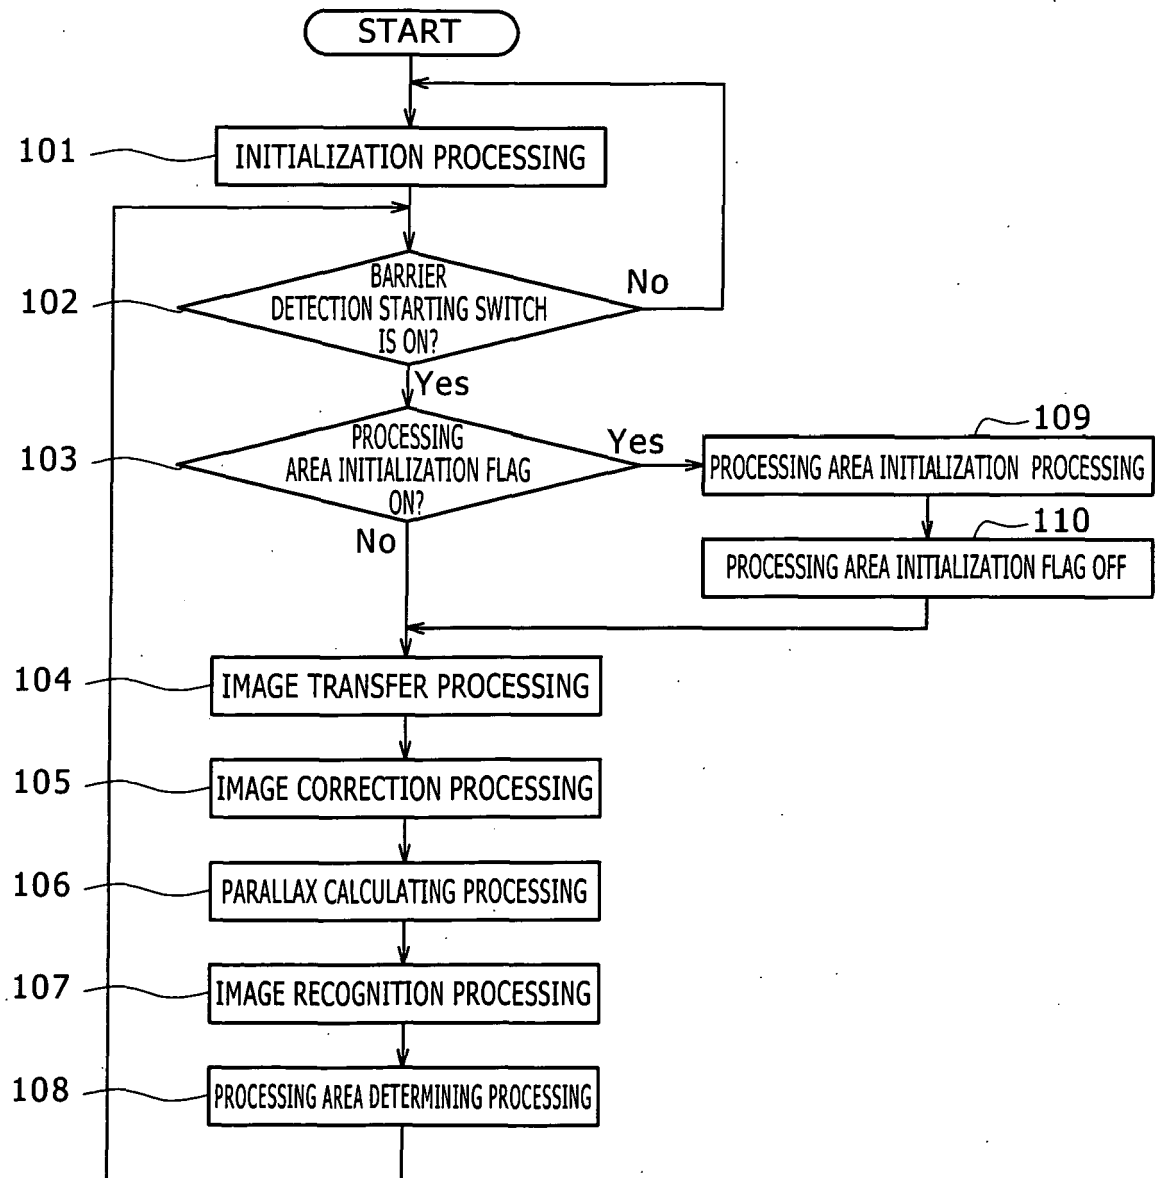 START
101
INITIALIZATION PROCESSING
102
BARRIER
DETECTION STARTING SWITCH
IS ON?
No
Yes
103
PROCESSING
AREA INITIALIZATION FLAG
ON?
Yes
No
109
PROCESSING AREA INITIALIZATION PROCESSING
110
PROCESSING AREA INITIALIZATION FLAG OFF
104
IMAGE TRANSFER PROCESSING
105
IMAGE CORRECTION PROCESSING
106
PARALLAX CALCULATING PROCESSING
107
IMAGE RECOGNITION PROCESSING
108
PROCESSING AREA DETERMINING PROCESSING